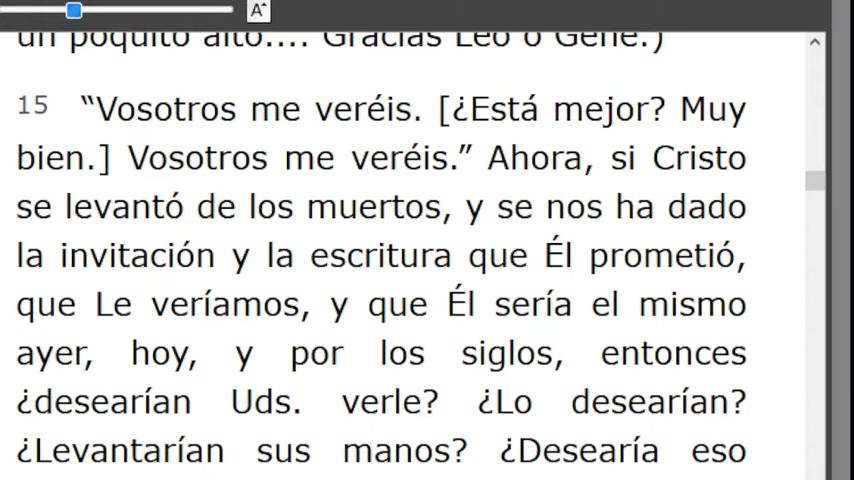 A
un poquito alto.... Gracias Leo o Gene.)
15 “Vosotros me veréis. [¿Está mejor? Muy
bien.] Vosotros me veréis.” Ahora, si Cristo
se levantó de los muertos, y se nos ha dado
la invitación y la escritura que Él prometió,
que Le veríamos, y que Él sería el mismo
ayer, hoy, y por los siglos, entonces
¿desearían Uds. verle? ¿Lo desearían?
¿Levantarían sus manos? ¿Desearía eso